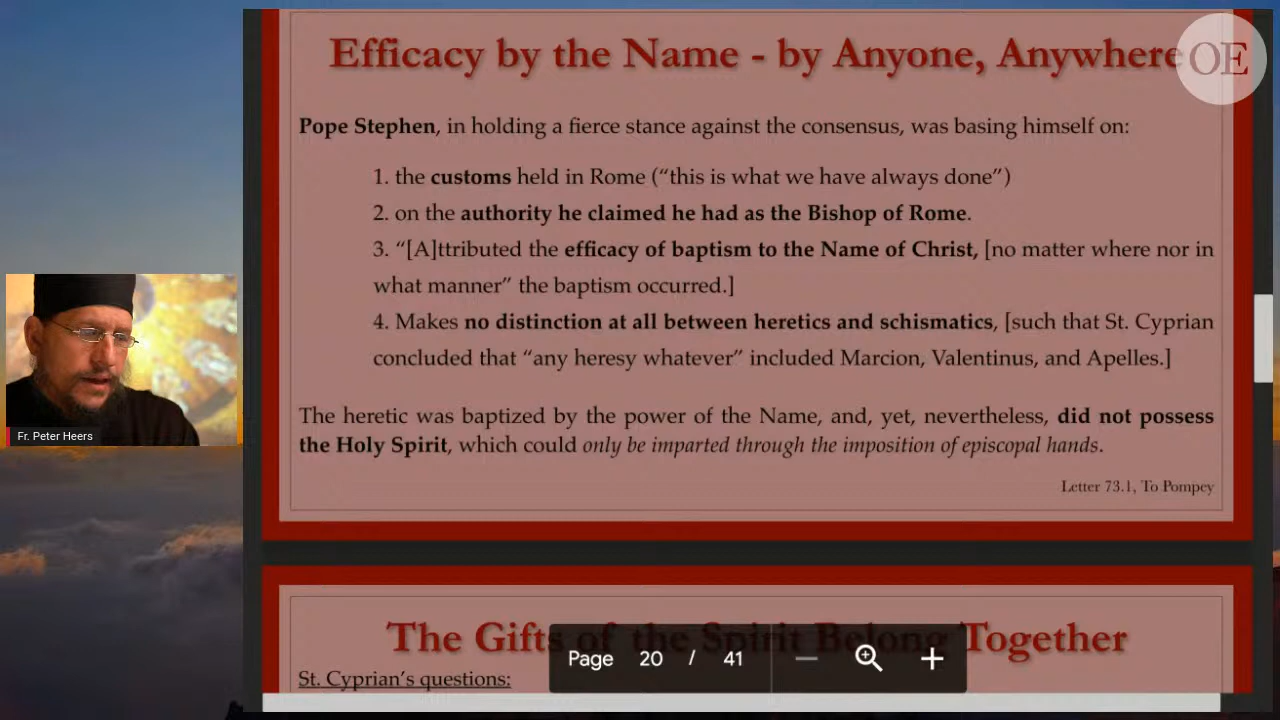 Efficacy by the Name - by Anyone, Anywhere
OE
Pope Stephen, in holding a fierce stance against the consensus, was basing himself on:
1. the customs held in Rome (“this is what we have always done”)
2. on the authority he claimed he had as the Bishop of Rome.
3. “[A]ttributed the efficacy of baptism to the Name of Christ, [no matter where nor in
what manner” the baptism occurred.]
4. Makes no distinction at all between heretics and schismatics, [such that St. Cyprian
concluded that “any heresy whatever” included Marcion, Valentinus, and Apelles.]
The heretic was baptized by the power of the Name, and, yet, nevertheless, did not possess
the Holy Spirit, which could only be imparted through the imposition of episcopal hands.
Letter 73.1, To Pompey
Fr. Peter Heers
The Gifts of the Spirit Belong Together
Page 20 / 41
St. Cyprian's questions: